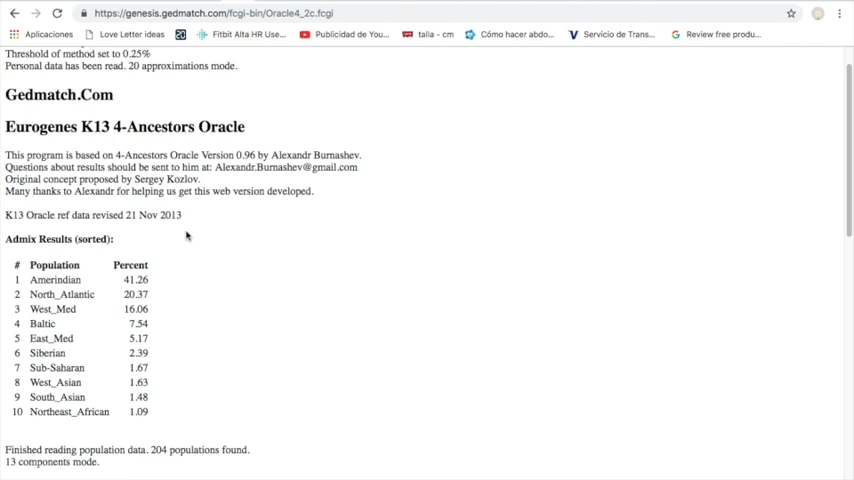 https://genesis.gedmatch.com/fcgi-bin/Oracle4_2c.fcgi
Aplicaciones Love Letter ideas 20 Fitbit Alta HR Use... Publicidad de You... talla - cm Cómo hacer abdo... Servicio de Trans... Review free produ...
Threshold of method set to 0.25%
Personal data has been read. 20 approximations mode.
Gedmatch.Com
Eurogenes K13 4-Ancestors Oracle
This program is based on 4-Ancestors Oracle Version 0.96 by Alexandr Burnashev.
Questions about results should be sent to him at: Alexandr.Burnashev@gmail.com
Original concept proposed by Sergey Kozlov.
Many thanks to Alexandr for helping us get this web version developed.
K13 Oracle ref data revised 21 Nov 2013
Admix Results (sorted):
# Population Percent
1 Amerindian 41.26
2 North_Atlantic 20.37
3 West_Med 16.06
4 Baltic 7.54
5 East_Med 5.17
6 Siberian 2.39
7 Sub-Saharan 1.67
8 West_Asian 1.63
9 South_Asian 1.48
10 Northeast_African 1.09
Finished reading population data. 204 populations found.
13 components mode.